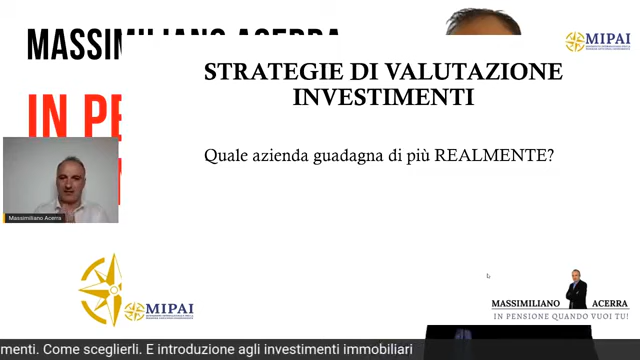 MASSIMILIANO ACERRA
MIPAI
STRATEGIE DI VALUTAZIONE
INVESTIMENTI
IN PE
Quale azienda guadagna di più REALMENTE?
Massimiliano Acerra
MIPAI
MASSIMILIANO ACERRA
IN PENSIONE QUANDO VUOI TU!
menti. Come sceglierli. E introduzione agli investimenti immobiliari